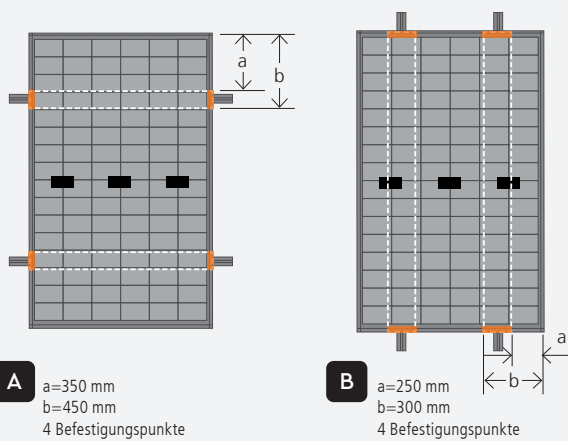 a
b
a
b
A
a=350 mm
b=450 mm
4 Befestigungspunkte
B
a=250 mm
b=300 mm
4 Befestigungspunkte